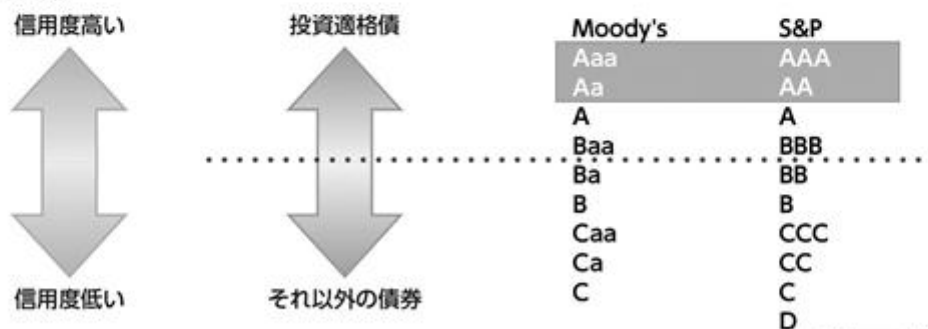 信用度高い 投資適格債 Moody's S&P
Aaa AAA
Aa AA
A A
Baa BBB
Ba BB
B B
Caa CCC
Ca CC
信用度低い それ以外の債券 C C
D